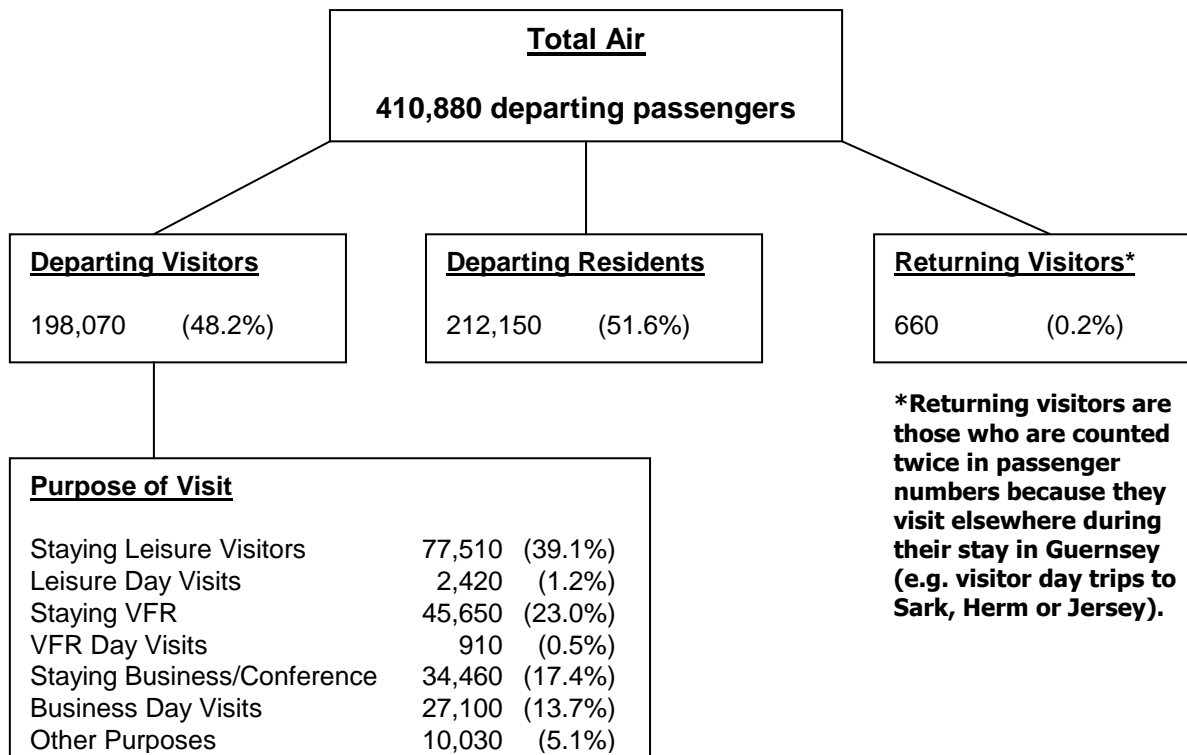 Total Air
410,880 departing passengers
Departing Visitors
198,070 (48.2%)
Departing Residents
212,150 (51.6%)
Returning Visitors*
660 (0.2%)
*Returning visitors are
those who are counted
twice in passenger
numbers because they
visit elsewhere during
their stay in Guernsey
(e.g. visitor day trips to
Sark, Herm or Jersey).
Purpose of Visit
Staying Leisure Visitors 77,510 (39.1%)
Leisure Day Visits 2,420 (1.2%)
Staying VFR 45,650 (23.0%)
VFR Day Visits 910 (0.5%)
Staying Business/Conference 34,460 (17.4%)
Business Day Visits 27,100 (13.7%)
Other Purposes 10,030 (5.1%)